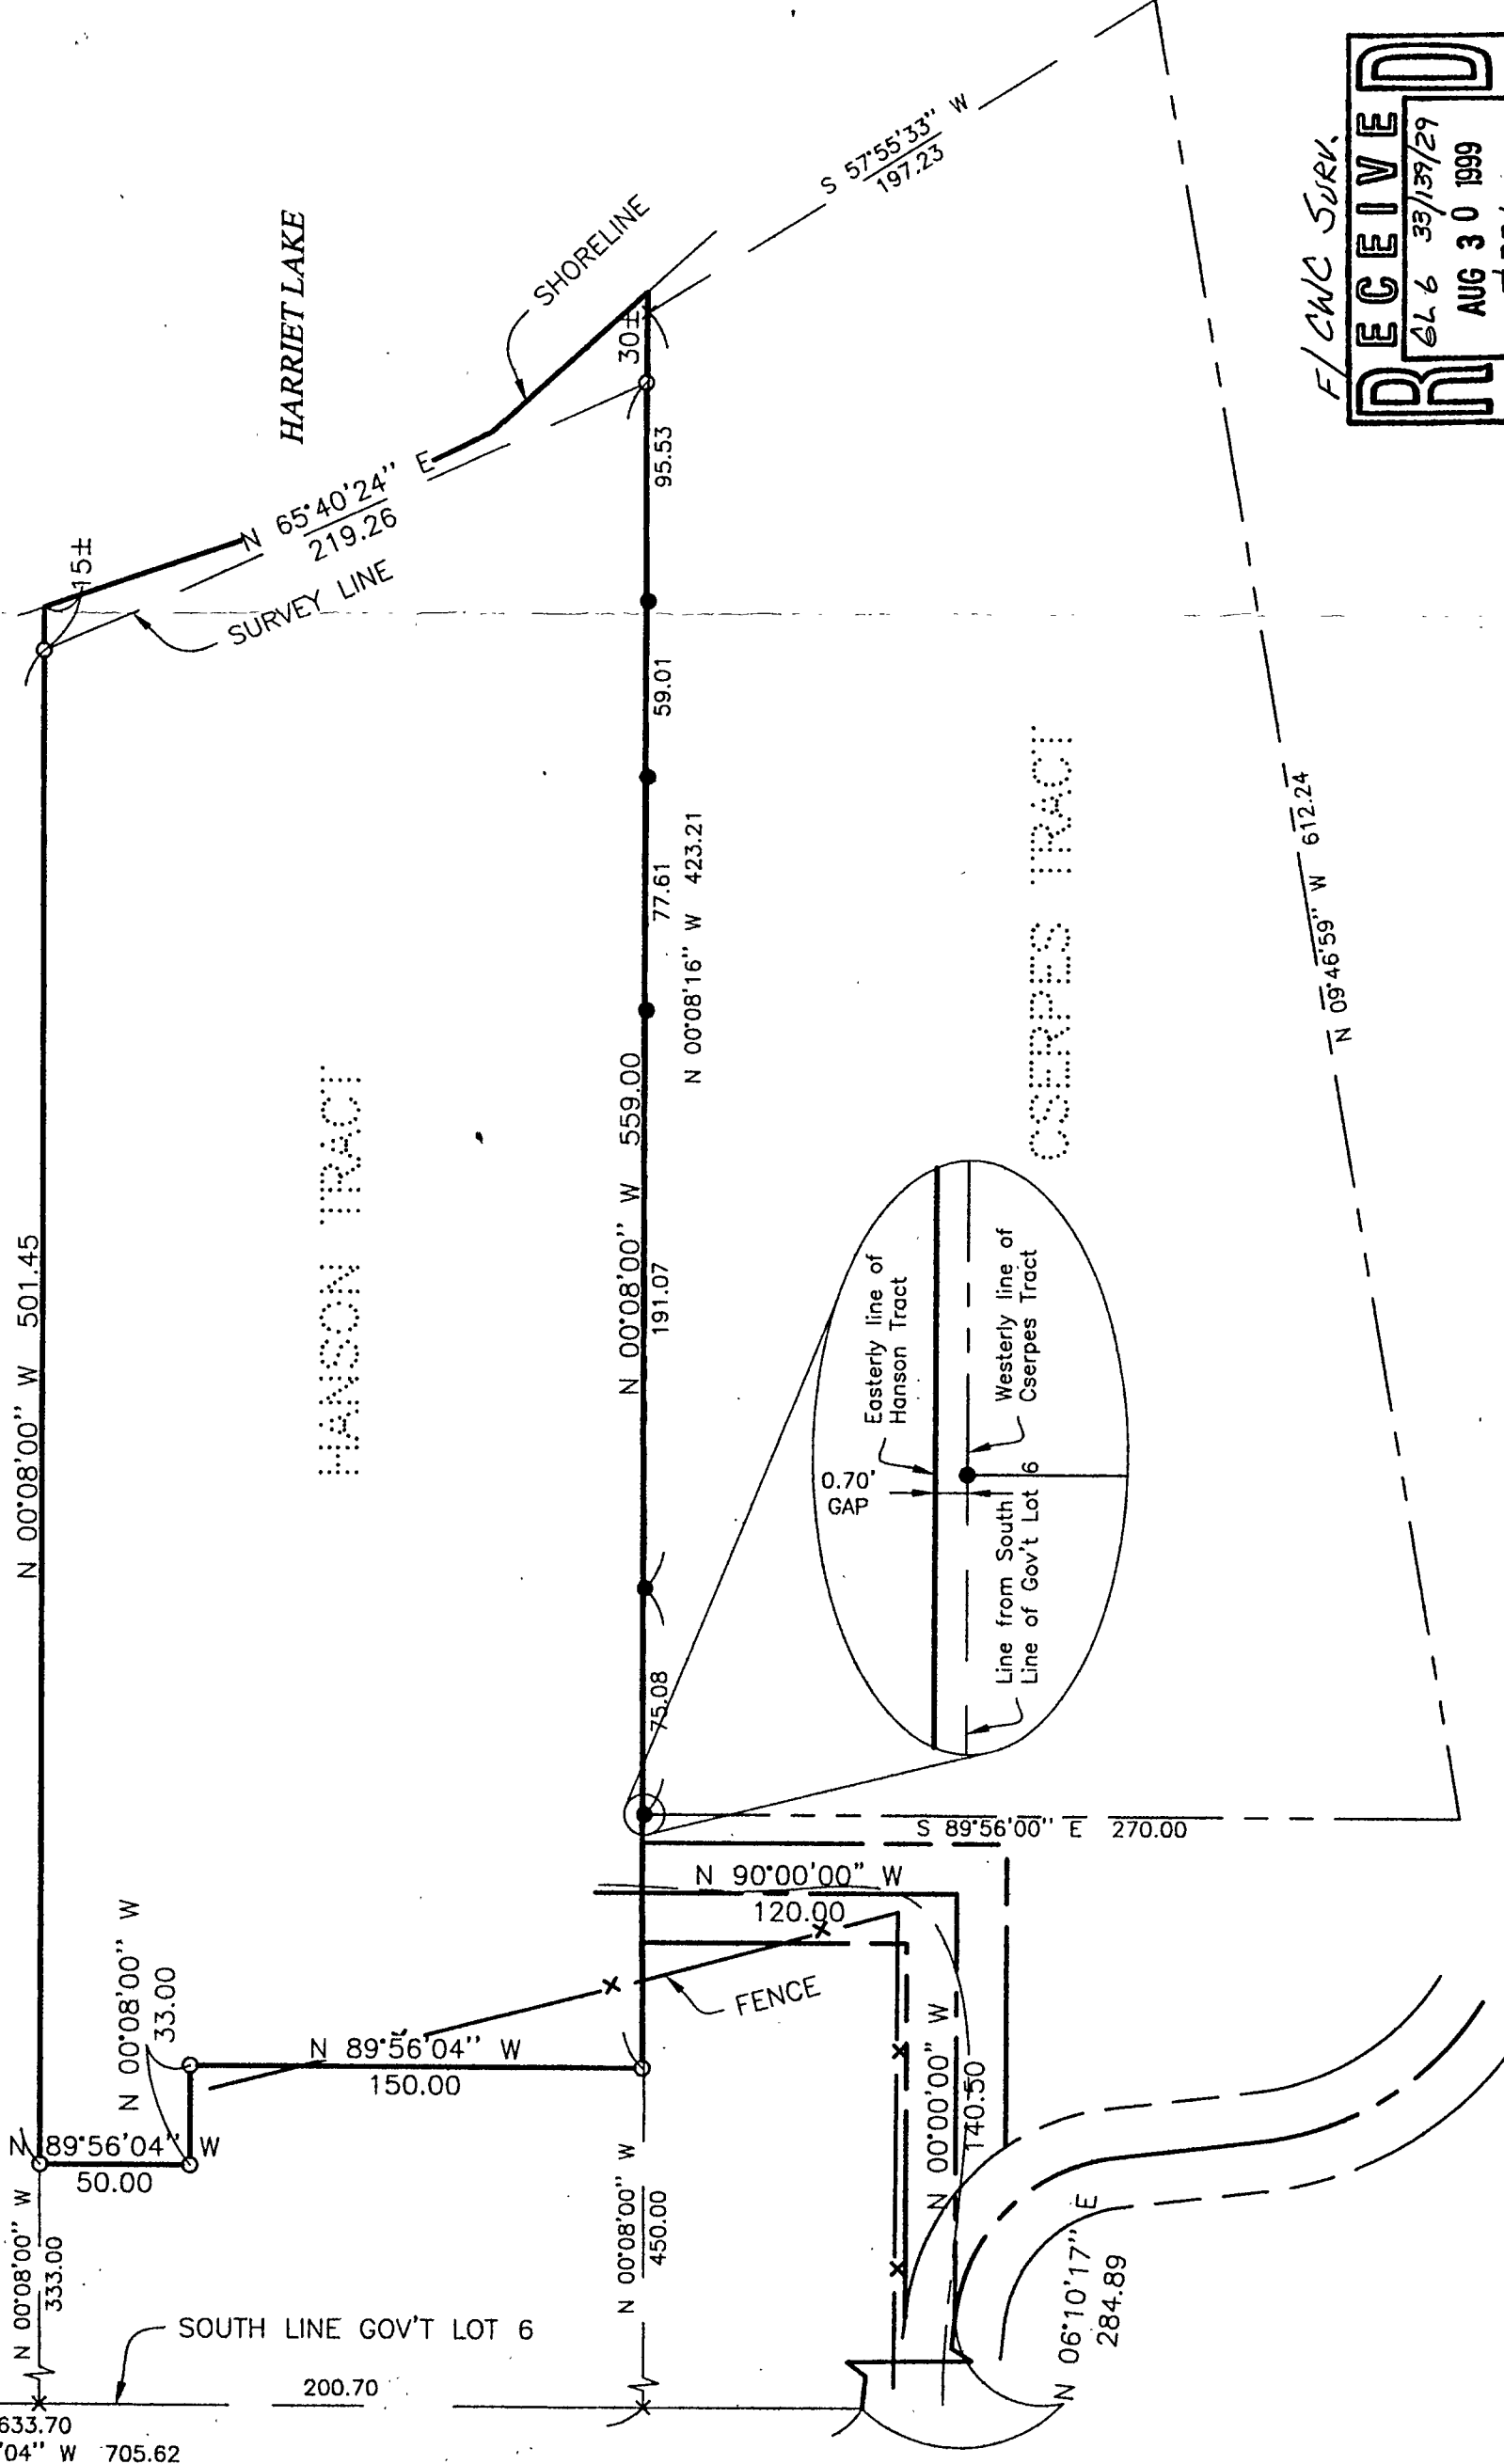 HARRIET LAKE
SHORELINE
S 57°55'33" W
197.23
F/ CWC SURV.
RECEIVED
GL 6 33/139/29
AUG 3 0 1999
15±
N 65°40'24" E
219.26
SURVEY LINE
30±
95.53
59.01
77.61
N 00°08'16" W 423.21
N 00°08'00" W 501.45
HANSON TRACT
N 00°08'00" W 559.00
191.07
75.08
CSERPES TRACT
N 09°46'59" W 612.24
Easterly line of
Hanson Tract
0.70'
GAP
Westerly line of
Cserpes Tract
Line from South
Line of Gov't Lot 6
S 89°56'00" E 270.00
N 90°00'00" W
120.00
FENCE
N 00°08'00" W
33.00
N 89°56'04" W
150.00
N 89°56'04" W
50.00
N 00°00'00" W
140.50
N 00°08'00" W
333.00
N 00°08'00" W
450.00
N 06°10'17" E
284.89
SOUTH LINE GOV'T LOT 6
200.70
633.70
'04" W 705.62